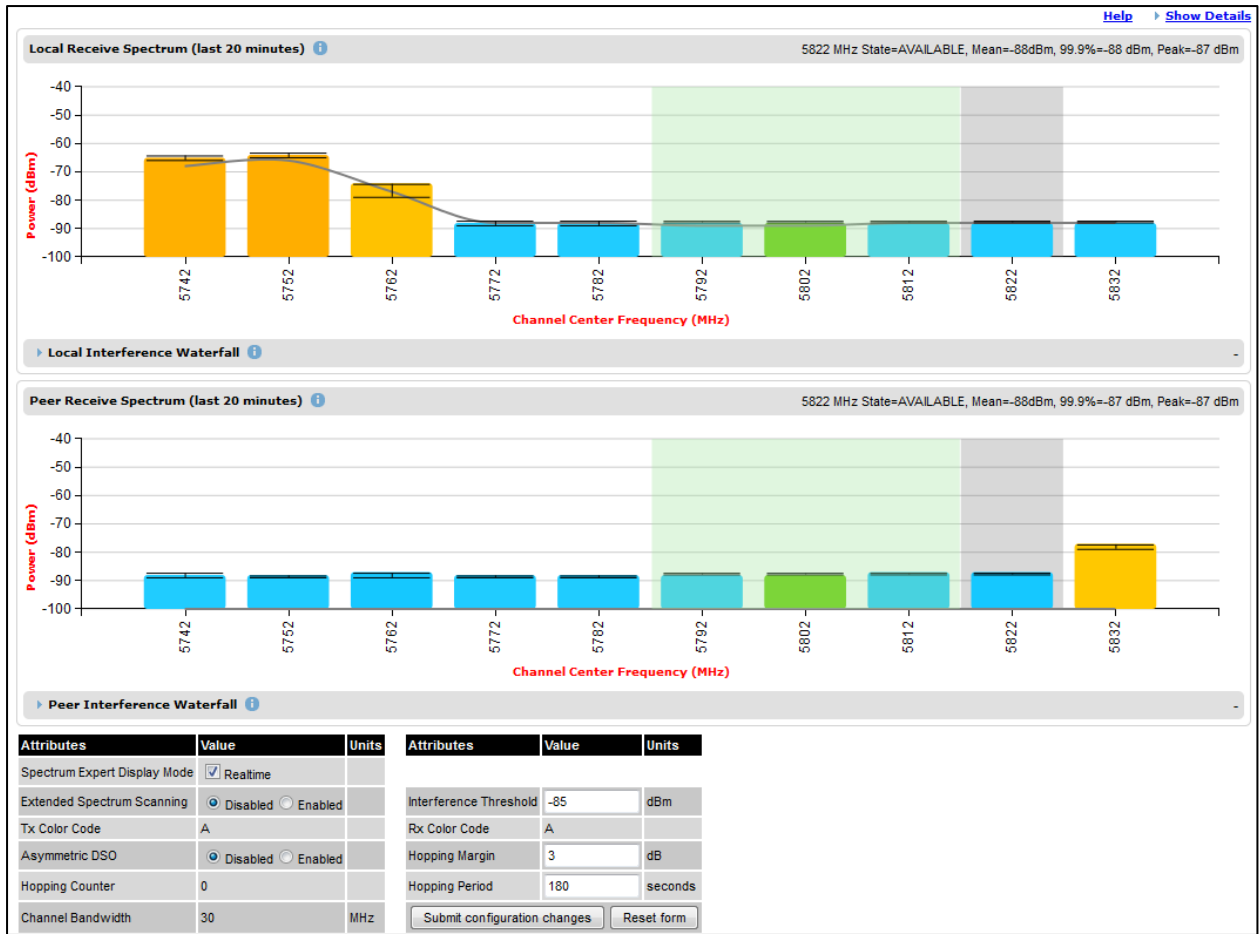 Help Show Details
Local Receive Spectrum (last 20 minutes) 5822 MHz State=AVAILABLE, Mean=-88dBm, 99.9%=-88 dBm, Peak=-87 dBm
Power (dBm)
-40
-50
-60
-70
-80
-90
-100
5742 5752 5762 5772 5782 5792 5802 5812 5822 5832
Channel Center Frequency (MHz)
Local Interference Waterfall -
Peer Receive Spectrum (last 20 minutes) 5822 MHz State=AVAILABLE, Mean=-88dBm, 99.9%=-87 dBm, Peak=-87 dBm
Power (dBm)
-40
-50
-60
-70
-80
-90
-100
5742 5752 5762 5772 5782 5792 5802 5812 5822 5832
Channel Center Frequency (MHz)
Peer Interference Waterfall -
Attributes Value Units Attributes Value Units
Spectrum Expert Display Mode Realtime
Extended Spectrum Scanning Disabled Enabled Interference Threshold -85 dBm
Tx Color Code A Rx Color Code A
Asymmetric DSO Disabled Enabled Hopping Margin 3 dB
Hopping Counter 0 Hopping Period 180 seconds
Channel Bandwidth 30 MHz Submit configuration changes Reset form